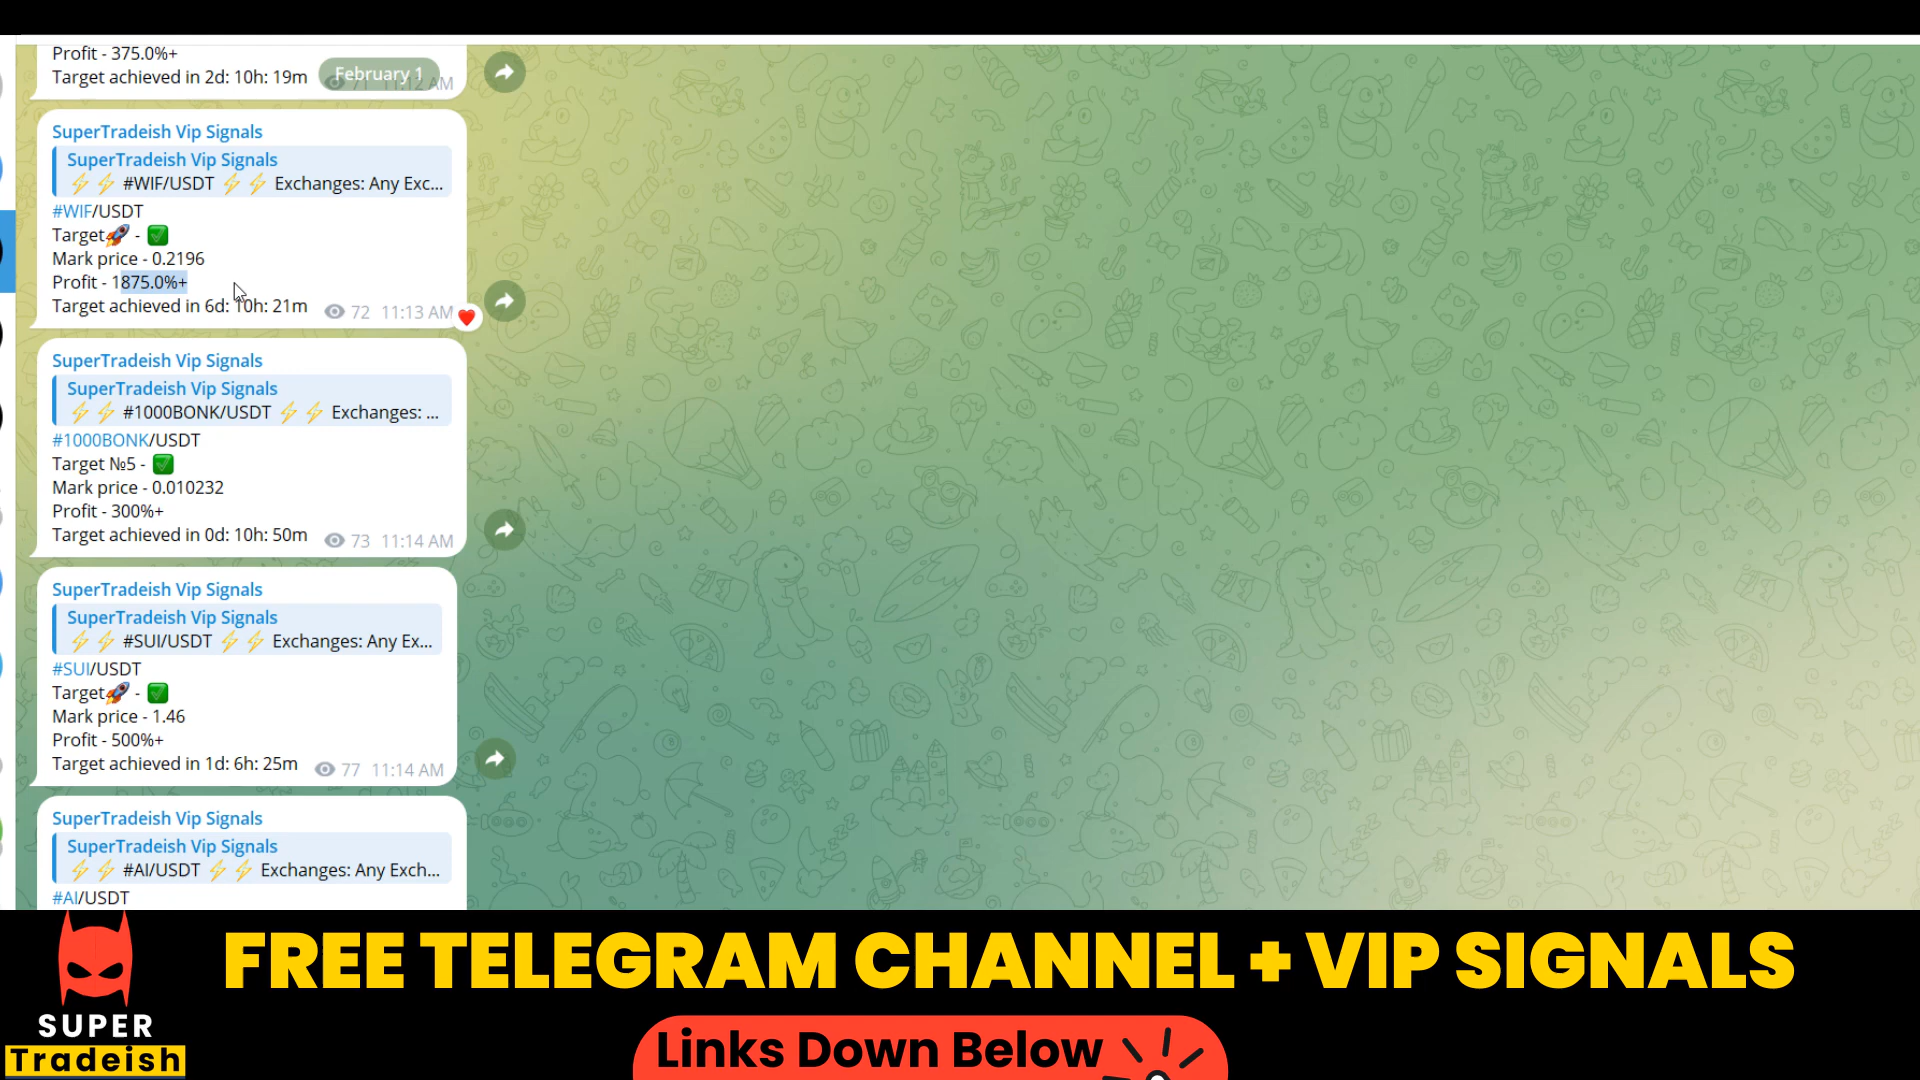 Profit - 375.0%+
Target achieved in 2d: 10h: 19m
February 1
71 11:12 AM
SuperTradeish Vip Signals
SuperTradeish Vip Signals
⚡ ⚡ #WIF/USDT ⚡ ⚡ Exchanges: Any Exc...
#WIF/USDT
Target🚀 - ✅
Mark price - 0.2196
Profit - 1875.0%+
Target achieved in 6d: 10h: 21m
72 11:13 AM
SuperTradeish Vip Signals
SuperTradeish Vip Signals
⚡ ⚡ #1000BONK/USDT ⚡ ⚡ Exchanges: ...
#1000BONK/USDT
Target №5 - ✅
Mark price - 0.010232
Profit - 300%+
Target achieved in 0d: 10h: 50m
73 11:14 AM
SuperTradeish Vip Signals
SuperTradeish Vip Signals
⚡ ⚡ #SUI/USDT ⚡ ⚡ Exchanges: Any Ex...
#SUI/USDT
Target🚀 - ✅
Mark price - 1.46
Profit - 500%+
Target achieved in 1d: 6h: 25m
77 11:14 AM
SuperTradeish Vip Signals
SuperTradeish Vip Signals
⚡ ⚡ #AI/USDT ⚡ ⚡ Exchanges: Any Exch...
#AI/USDT
FREE TELEGRAM CHANNEL + VIP SIGNALS
SUPER
Tradeish
Links Down Below